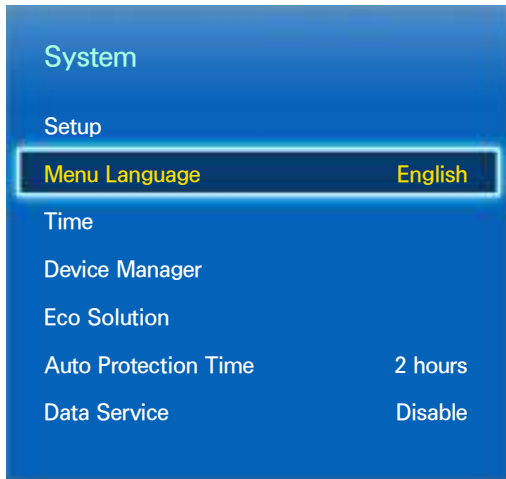 System
Setup
Menu Language English
Time
Device Manager
Eco Solution
Auto Protection Time 2 hours
Data Service Disable